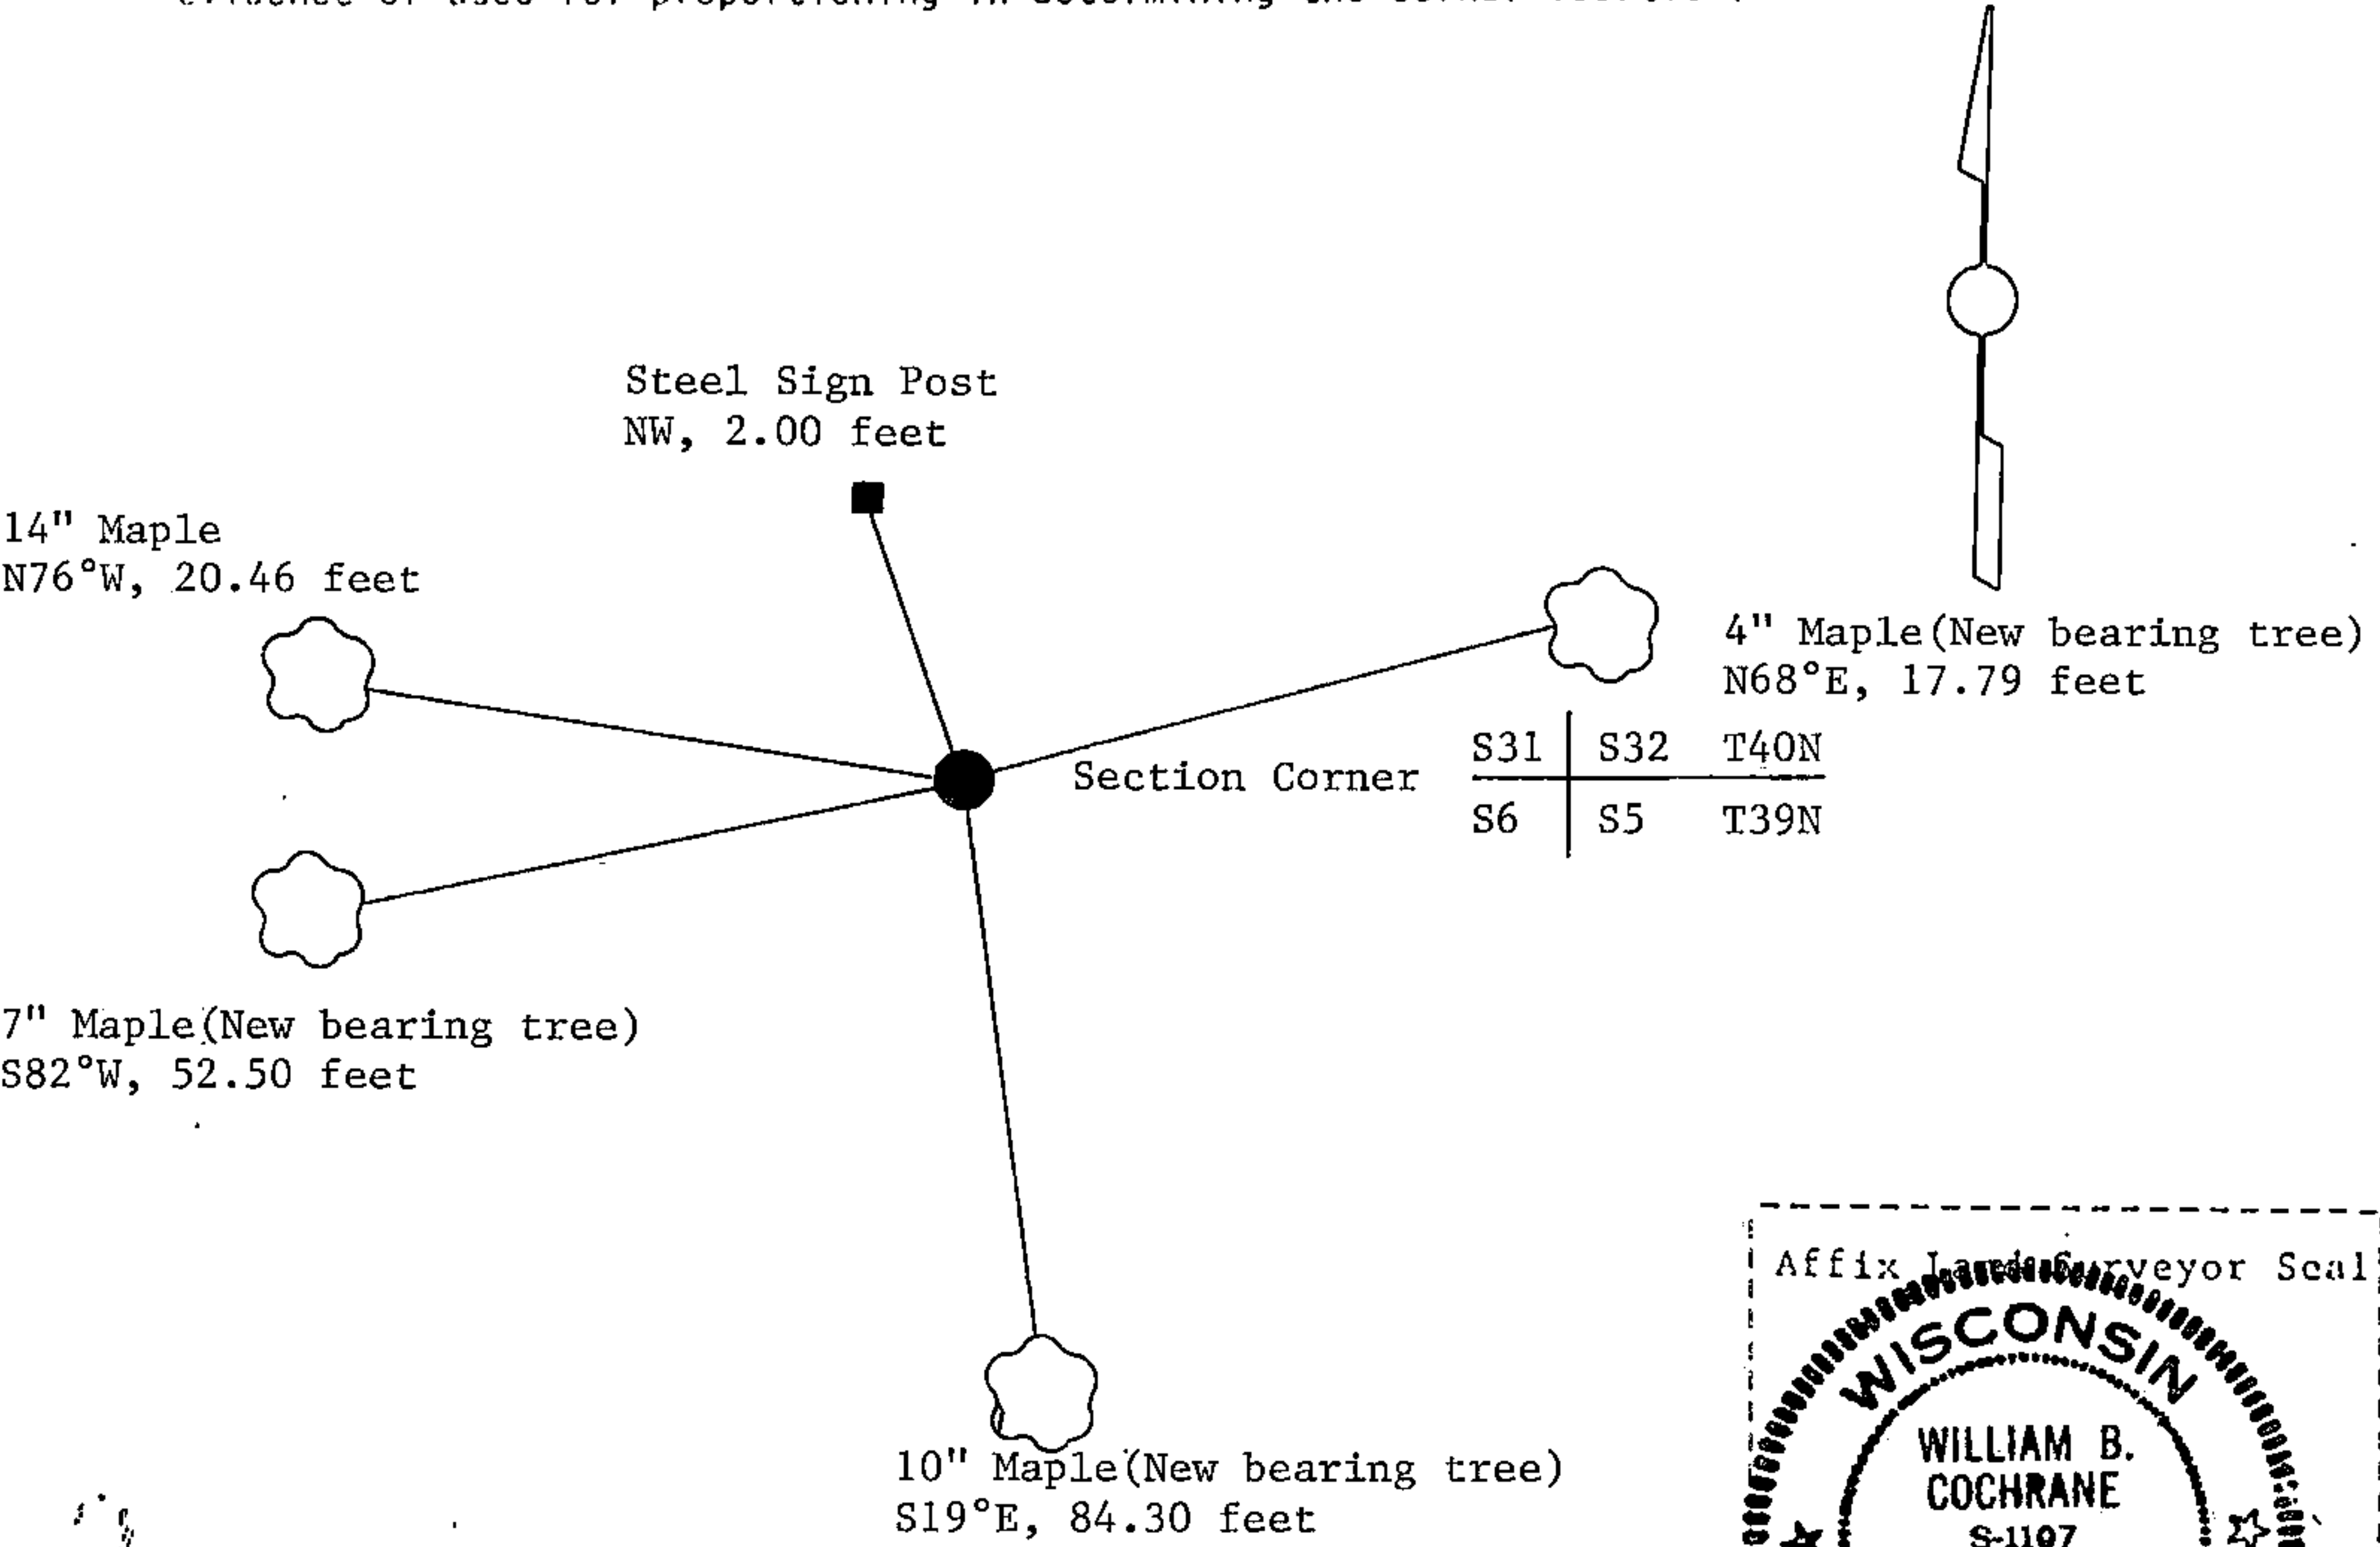 Steel Sign Post
NW, 2.00 feet
14" Maple
N76°W, 20.46 feet
4" Maple(New bearing tree)
N68°E, 17.79 feet
Section Corner
S31 S32 T40N
S6 S5 T39N
7" Maple(New bearing tree)
S82°W, 52.50 feet
10" Maple(New bearing tree)
S19°E, 84.30 feet
Affix Land Surveyor Seal
WISCONSIN
WILLIAM B.
COCHRANE
S-1107